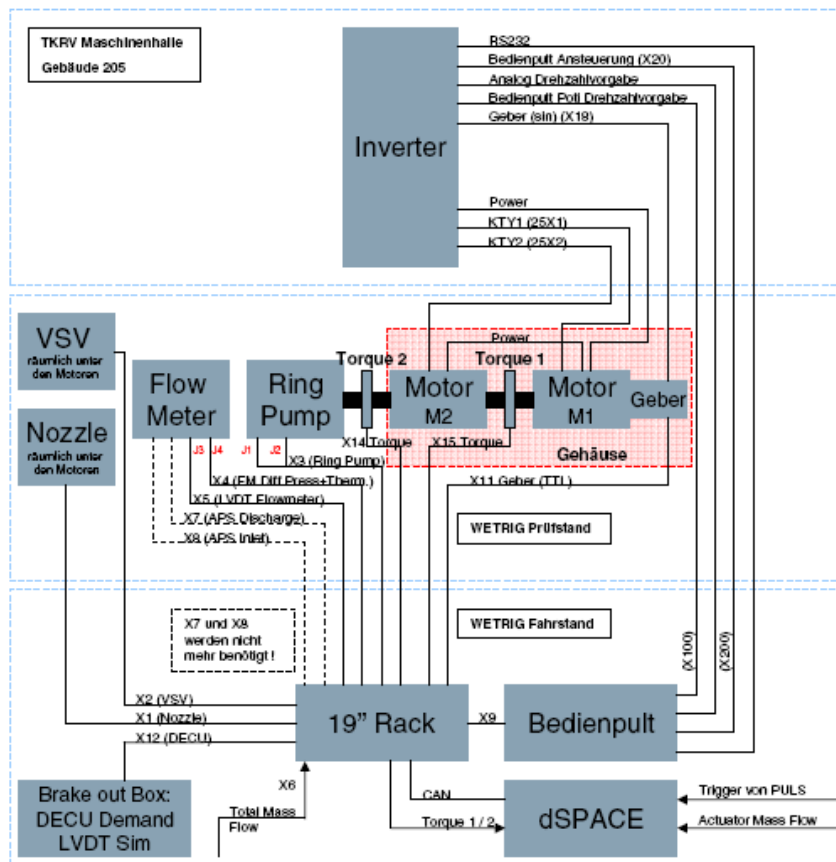 TKRV Maschinenhalle
Gebäude 205
Inverter
RS232
Bedienpult Ansteuerung (X20)
Analog Drehzahlvorgabe
Bedienpult Poti Drehzahlvorgabe
Geber (sin) (X18)
Power
KTY1 (25X1)
KTY2 (25X2)
VSV
räumlich unter
den Motoren
Nozzle
räumlich unter
den Motoren
Flow
Meter
Ring
Pump
Torque 2
Motor
M2
Power
Torque 1
Motor
M1
Geber
Gehäuse
J3
J4
J1
J2
X14 Torque
X15 Torque
X3 (Ring Pump)
X4 (FM Diff Press+Therm.)
X5 (LVDT Flowmeter)
X7 (APS Discharge)
X8 (APS Inlet)
X11 Geber (TTL)
WETRIG Prüfstand
X7 und X8
werden nicht
mehr benötigt !
WETRIG Fahrstand
(X100)
(X200)
X2 (VSV)
X1 (Nozzle)
X12 (DECU)
19" Rack
X9
Bedienpult
Brake out Box:
DECU Demand
LVDT Sim
X6
Total Mass
Flow
CAN
Torque 1 / 2
dSPACE
Trigger von PULS
Actuator Mass Flow